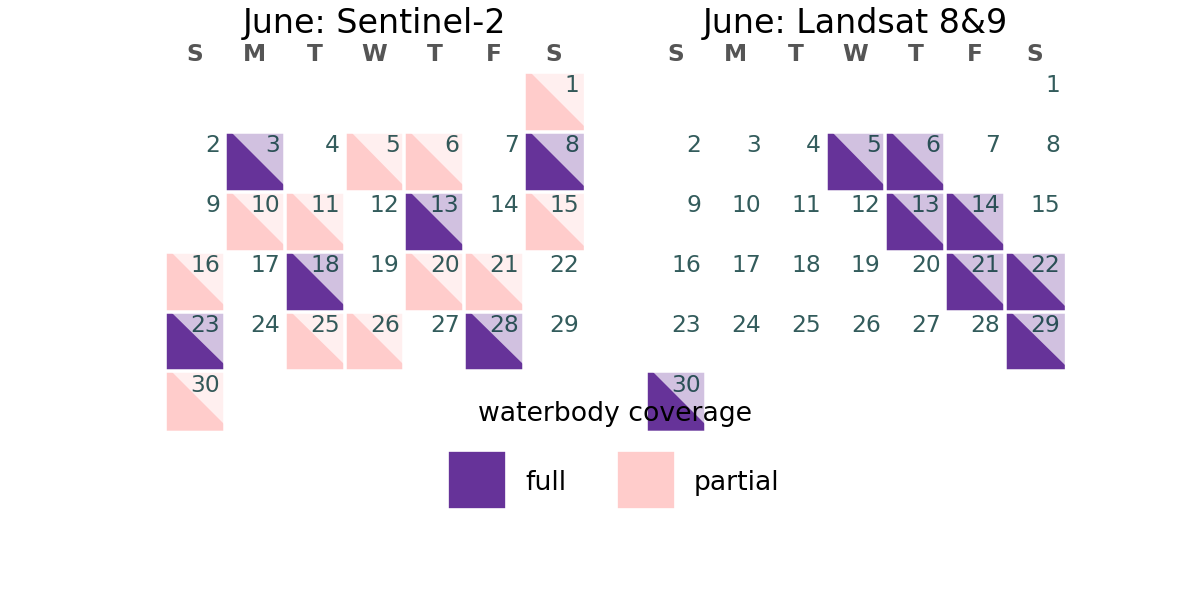 June: Sentinel-2
S M T W T F S
1
2 3 4 5 6 7 8
9 10 11 12 13 14 15
16 17 18 19 20 21 22
23 24 25 26 27 28 29
30
June: Landsat 8&9
S M T W T F S
1
2 3 4 5 6 7 8
9 10 11 12 13 14 15
16 17 18 19 20 21 22
23 24 25 26 27 28 29
30
waterbody coverage
full partial